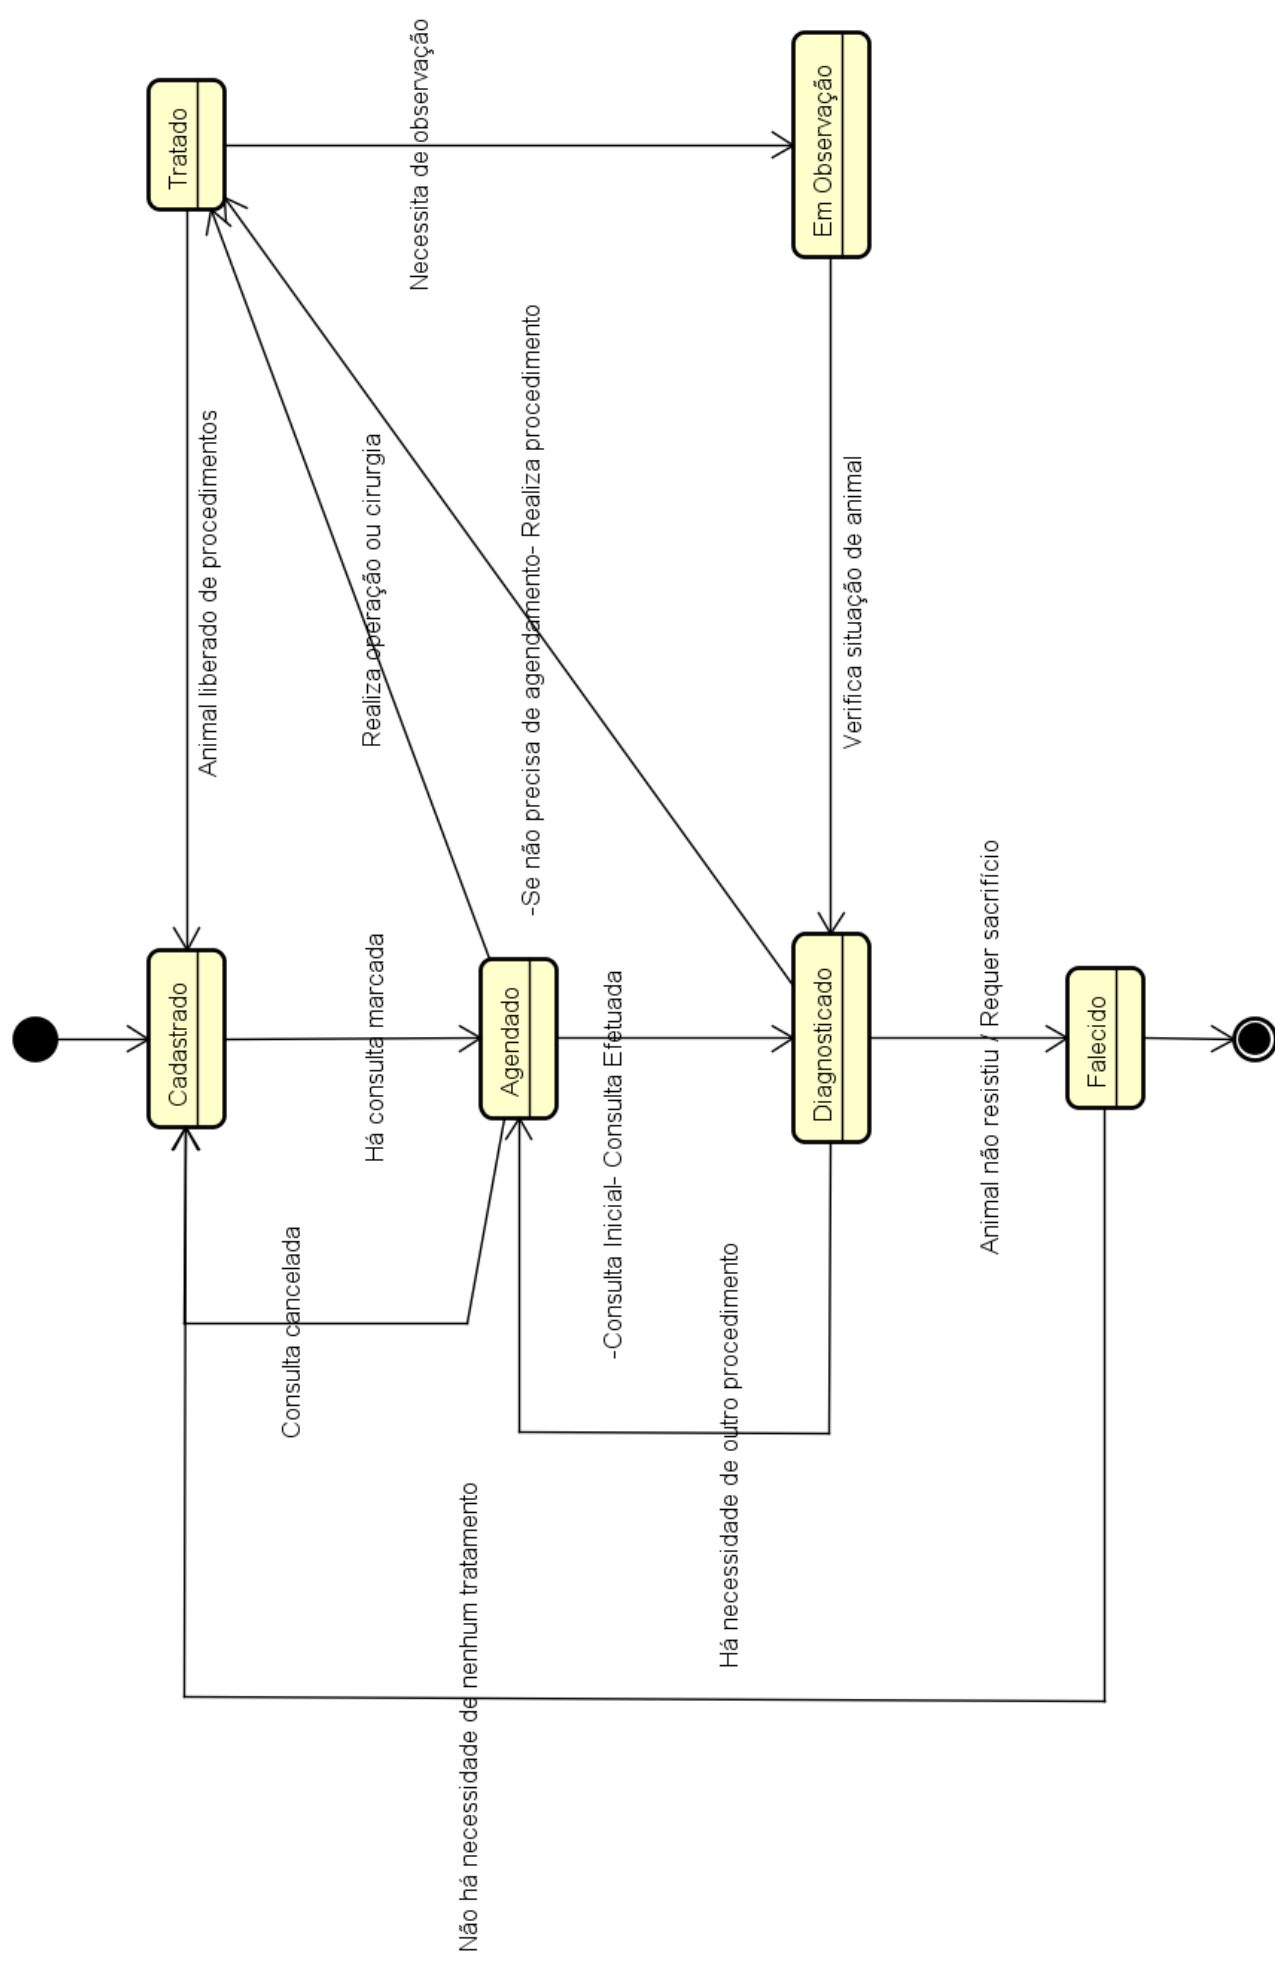 Cadastrado
Há consulta marcada
Agendado
-Consulta Inicial- Consulta Efetuada
Diagnosticado
Animal não resistiu / Requer sacrifício
Falecido
Tratado
Necessita de observação
Em Observação
Animal liberado de procedimentos
Realiza operação ou cirurgia
-Se não precisa de agendamento- Realiza procedimento
Verifica situação de animal
Consulta cancelada
Há necessidade de outro procedimento
Não há necessidade de nenhum tratamento